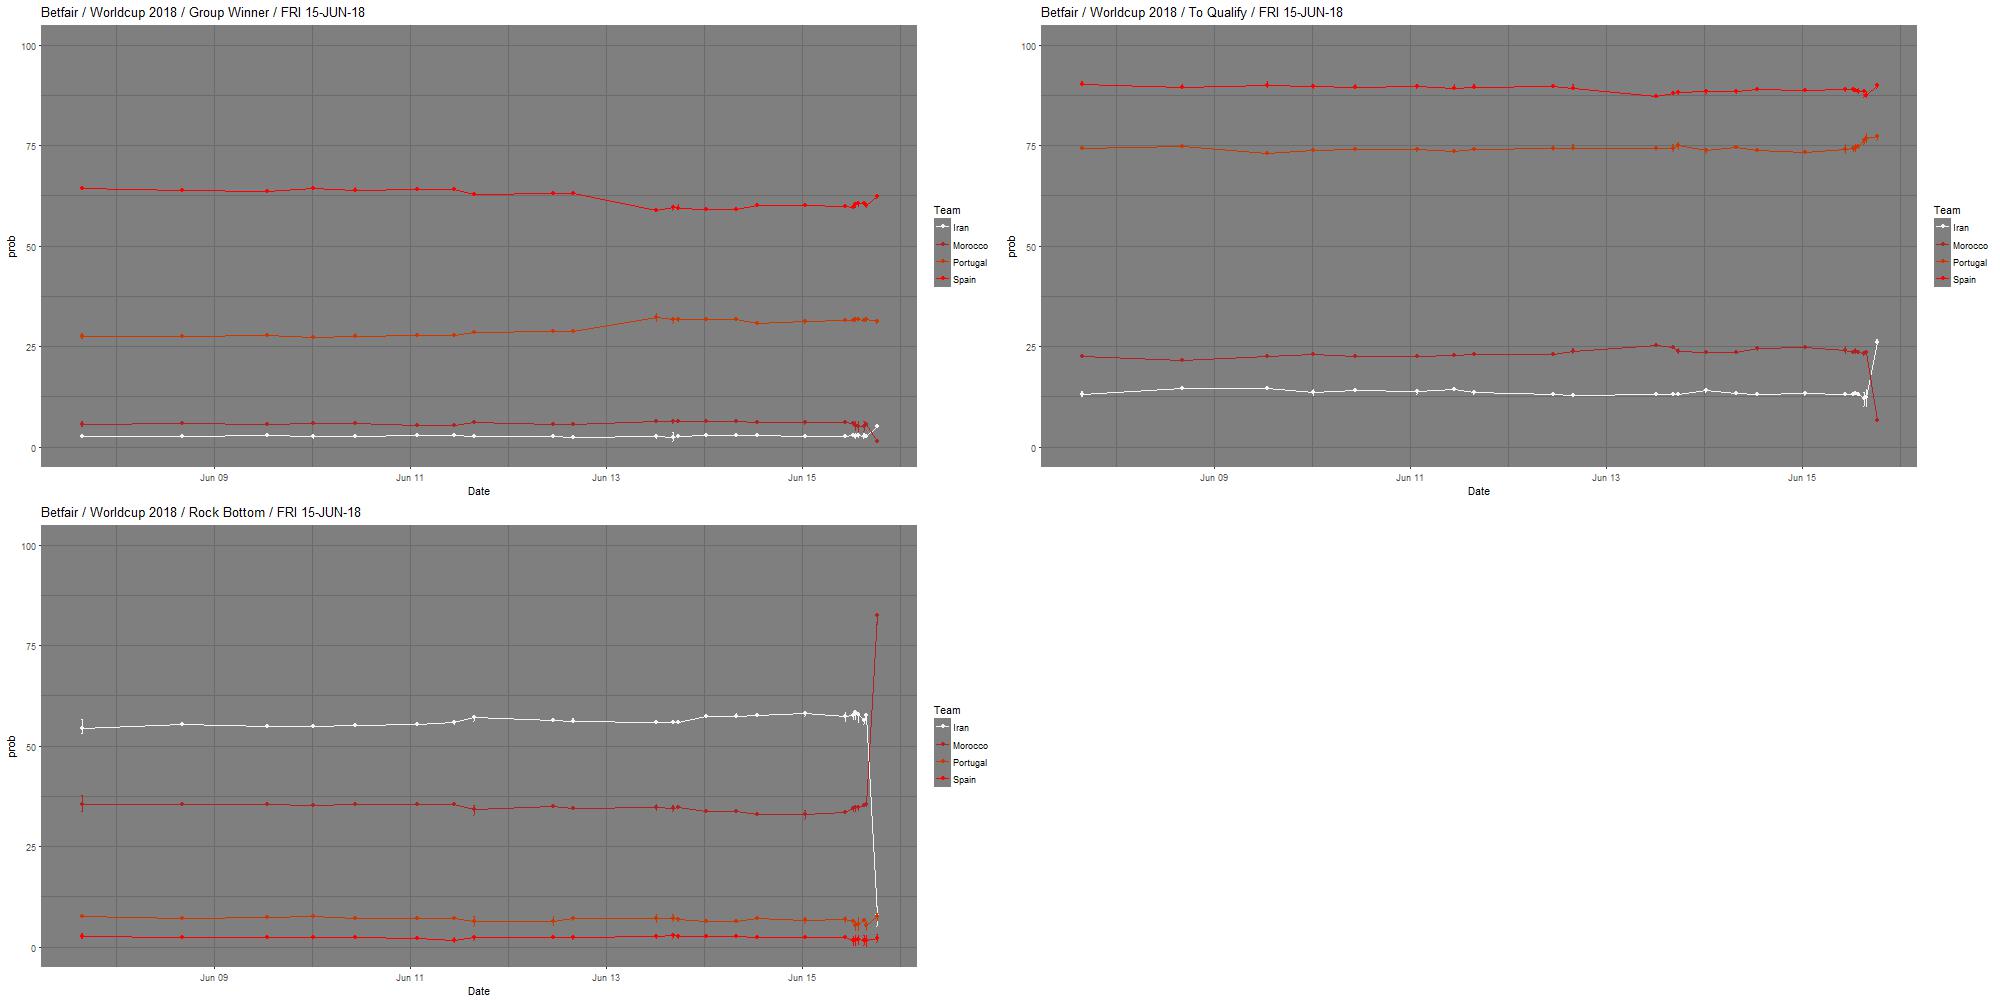 Betfair / Worldcup 2018 / Group Winner / FRI 15-JUN-18
100
75
50
25
0
prob
Jun 09 Jun 11 Jun 13 Jun 15
Date
Team
Iran
Morocco
Portugal
Spain
Betfair / Worldcup 2018 / To Qualify / FRI 15-JUN-18
100
75
50
25
0
prob
Jun 09 Jun 11 Jun 13 Jun 15
Date
Team
Iran
Morocco
Portugal
Spain
Betfair / Worldcup 2018 / Rock Bottom / FRI 15-JUN-18
100
75
50
25
0
prob
Jun 09 Jun 11 Jun 13 Jun 15
Date
Team
Iran
Morocco
Portugal
Spain